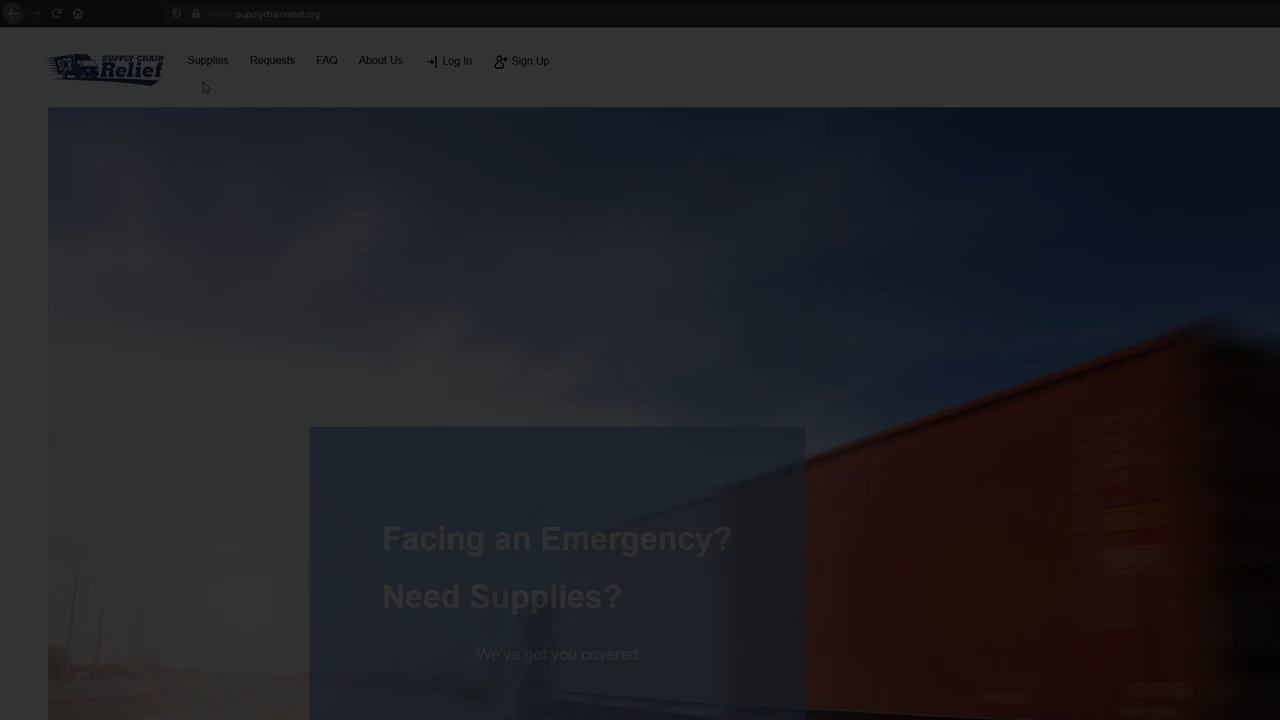 supplychainrelief.org
SCR SUPPLY CHAIN
Relief
Supplies Requests FAQ About Us Log In Sign Up
Facing an Emergency?
Need Supplies?
We've got you covered